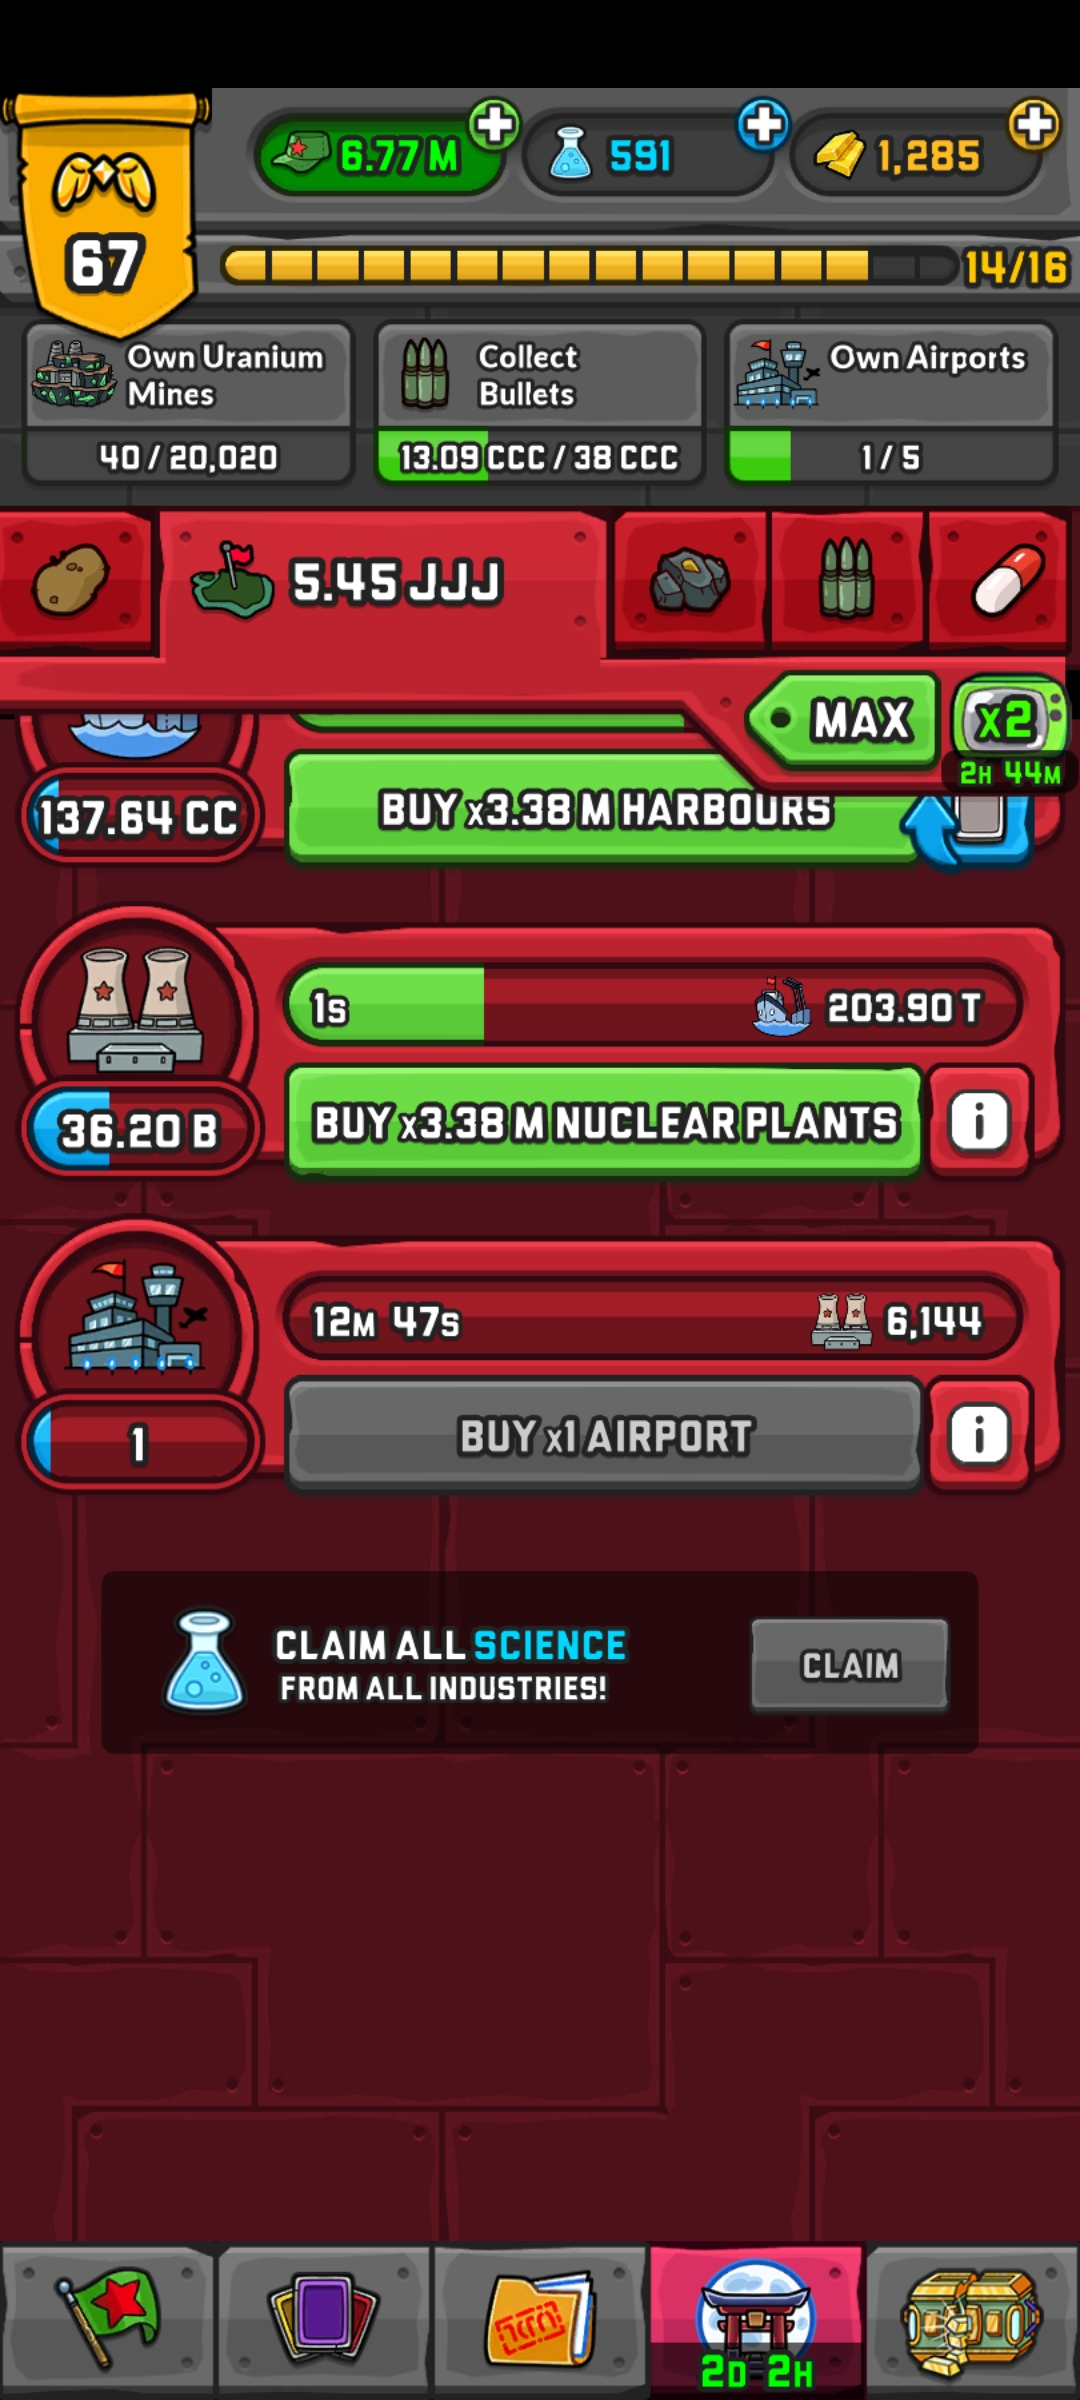 6.77 M
591
1,285
67
14/16
Own Uranium
Mines
40 / 20,020
Collect
Bullets
13.09 CCC / 38 CCC
Own Airports
1 / 5
5.45 JJJ
MAX
x2
2H 44M
137.64 CC
BUY x3.38 M HARBOURS
1s
203.90 T
36.20 B
BUY x3.38 M NUCLEAR PLANTS
i
12M 47s
6,144
1
BUY x1 AIRPORT
i
CLAIM ALL SCIENCE
FROM ALL INDUSTRIES!
CLAIM
2D 2H